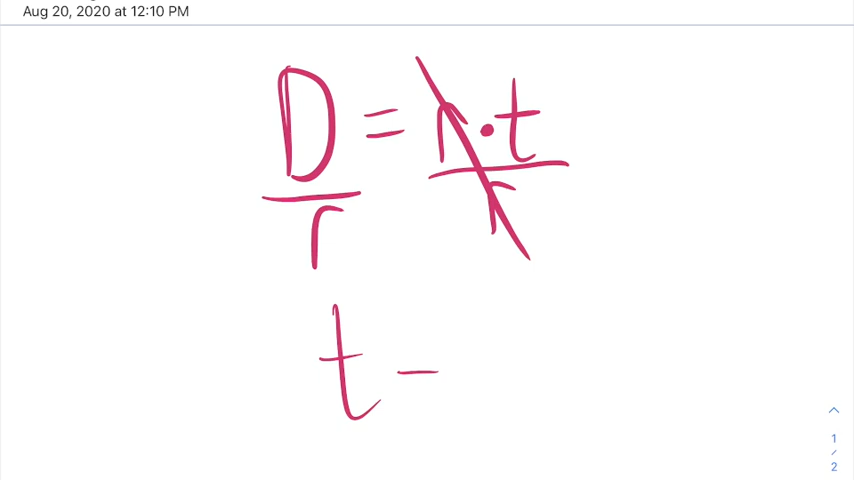 Aug 20, 2020 at 12:10 PM
D = r · t
r r
t -
1
/
2